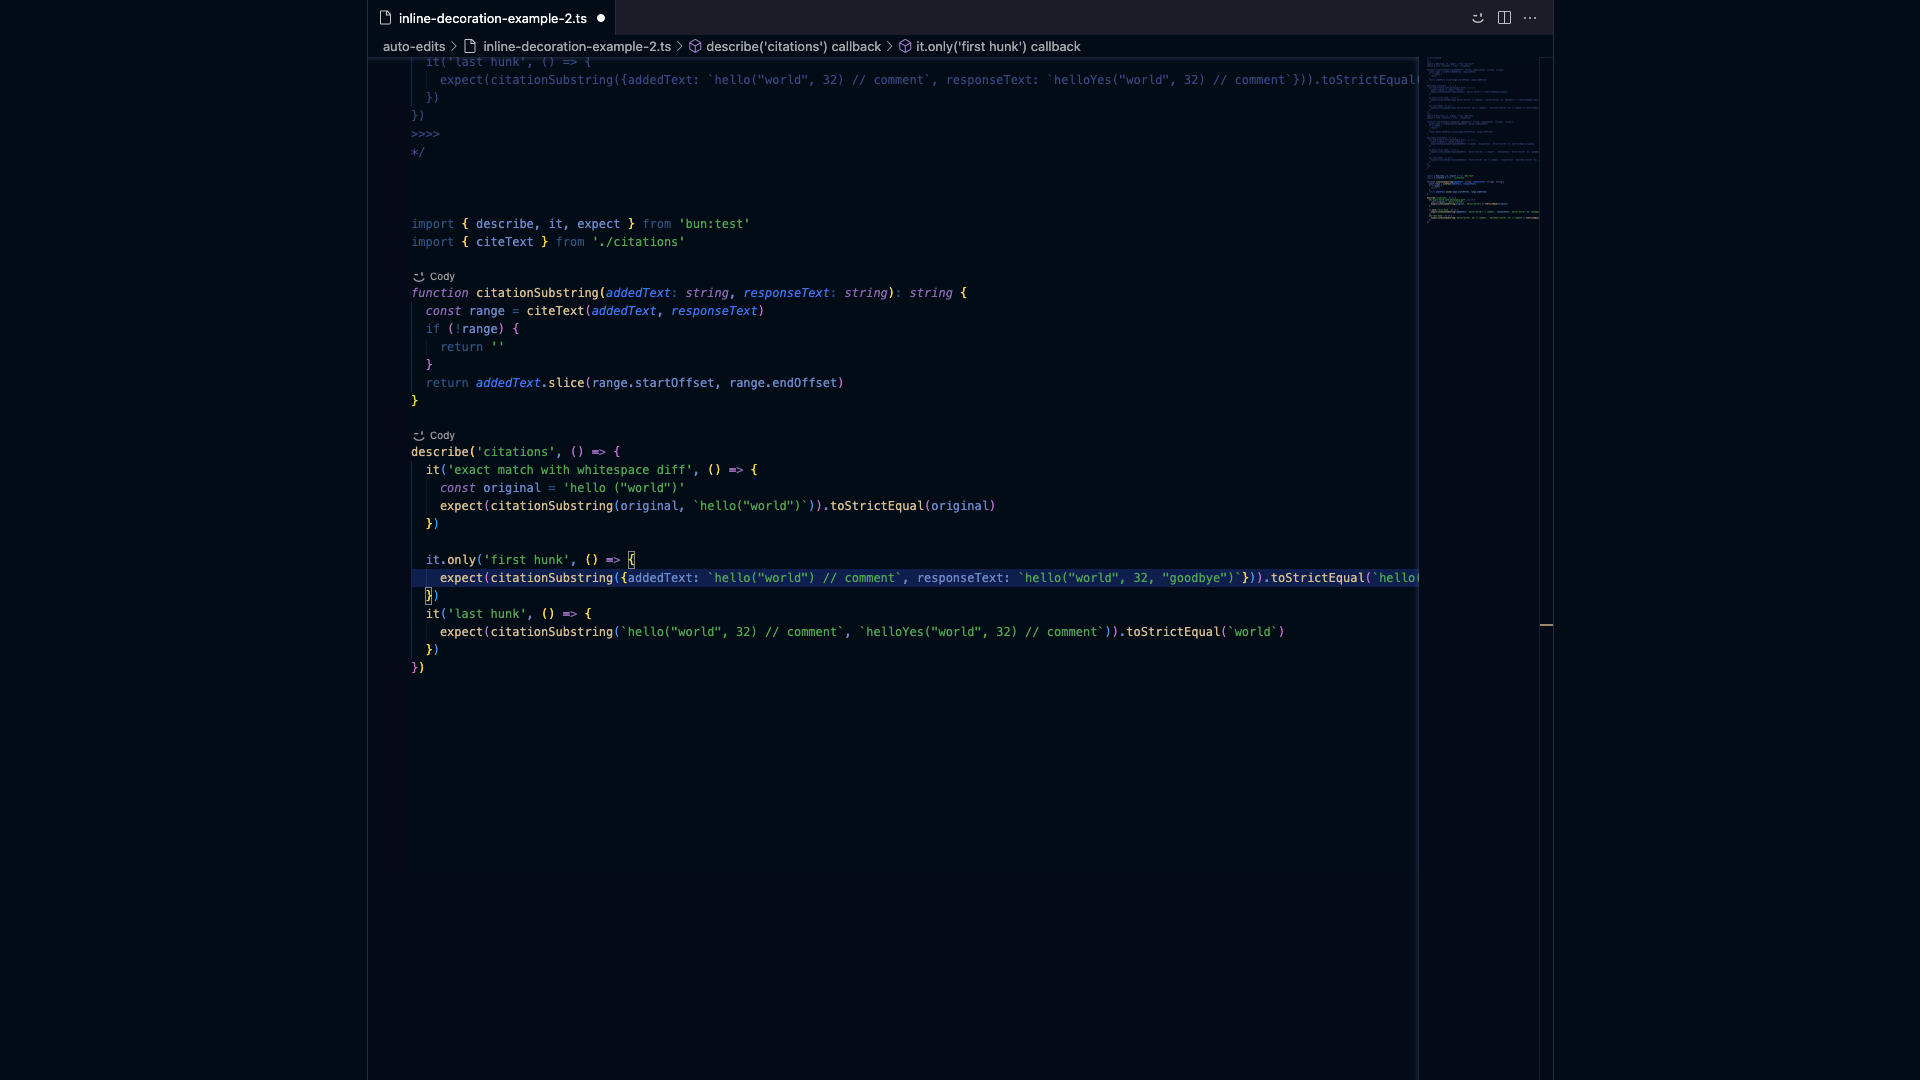 inline-decoration-example-2.ts
auto-edits > inline-decoration-example-2.ts > describe('citations') callback > it.only('first hunk') callback
it('last hunk', () => {
expect(citationSubstring({addedText: `hello("world", 32) // comment`, responseText: `helloYes("world", 32) // comment`})).toStrictEqual(
})
})
>>>>
*/
import { describe, it, expect } from 'bun:test'
import { citeText } from './citations'
Cody
function citationSubstring(addedText: string, responseText: string): string {
const range = citeText(addedText, responseText)
if (!range) {
return ''
}
return addedText.slice(range.startOffset, range.endOffset)
}
Cody
describe('citations', () => {
it('exact match with whitespace diff', () => {
const original = 'hello ("world")'
expect(citationSubstring(original, `hello("world")`)).toStrictEqual(original)
})
it.only('first hunk', () => {
expect(citationSubstring({addedText: `hello("world") // comment`, responseText: `hello("world", 32, "goodbye")`})).toStrictEqual(`hello(
})
it('last hunk', () => {
expect(citationSubstring(`hello("world", 32) // comment`, `helloYes("world", 32) // comment`)).toStrictEqual(`world`)
})
})